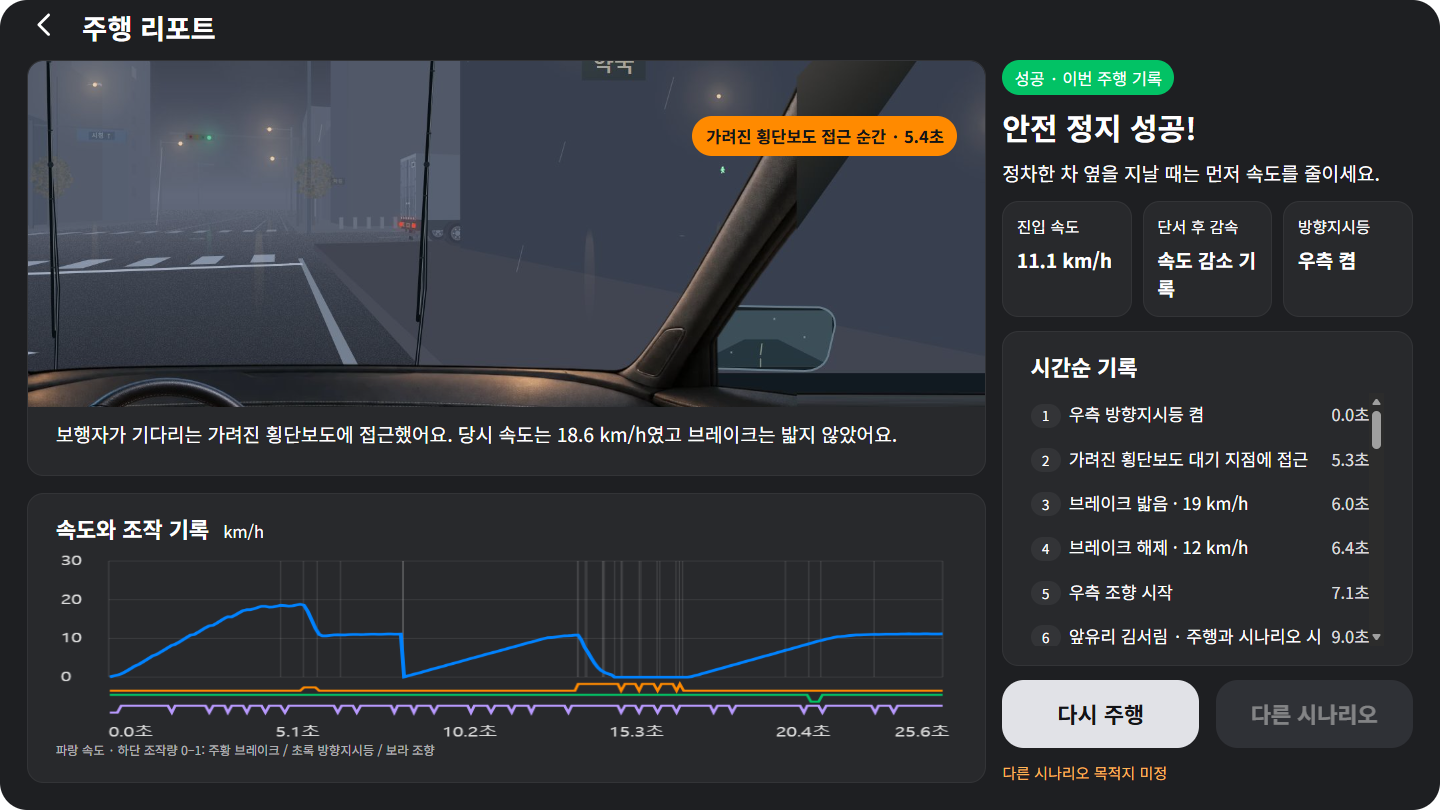 주행 리포트
약국
가려진 횡단보도 접근 순간 · 5.4초
보행자가 기다리는 가려진 횡단보도에 접근했어요. 당시 속도는 18.6 km/h였고 브레이크는 밟지 않았어요.
속도와 조작 기록 km/h
30
20
10
0
0.0초 5.1초 10.2초 15.3초 20.4초 25.6초
파랑 속도 · 하단 조작량 0–1: 주황 브레이크 / 초록 방향지시등 / 보라 조향
성공 · 이번 주행 기록
안전 정지 성공!
정차한 차 옆을 지날 때는 먼저 속도를 줄이세요.
진입 속도
11.1 km/h
단서 후 감속
속도 감소 기
록
방향지시등
우측 켬
시간순 기록
1 우측 방향지시등 켬 0.0초
2 가려진 횡단보도 대기 지점에 접근 5.3초
3 브레이크 밟음 · 19 km/h 6.0초
4 브레이크 해제 · 12 km/h 6.4초
5 우측 조향 시작 7.1초
6 앞유리 김서림 · 주행과 시나리오 시 9.0초
다시 주행
다른 시나리오
다른 시나리오 목적지 미정